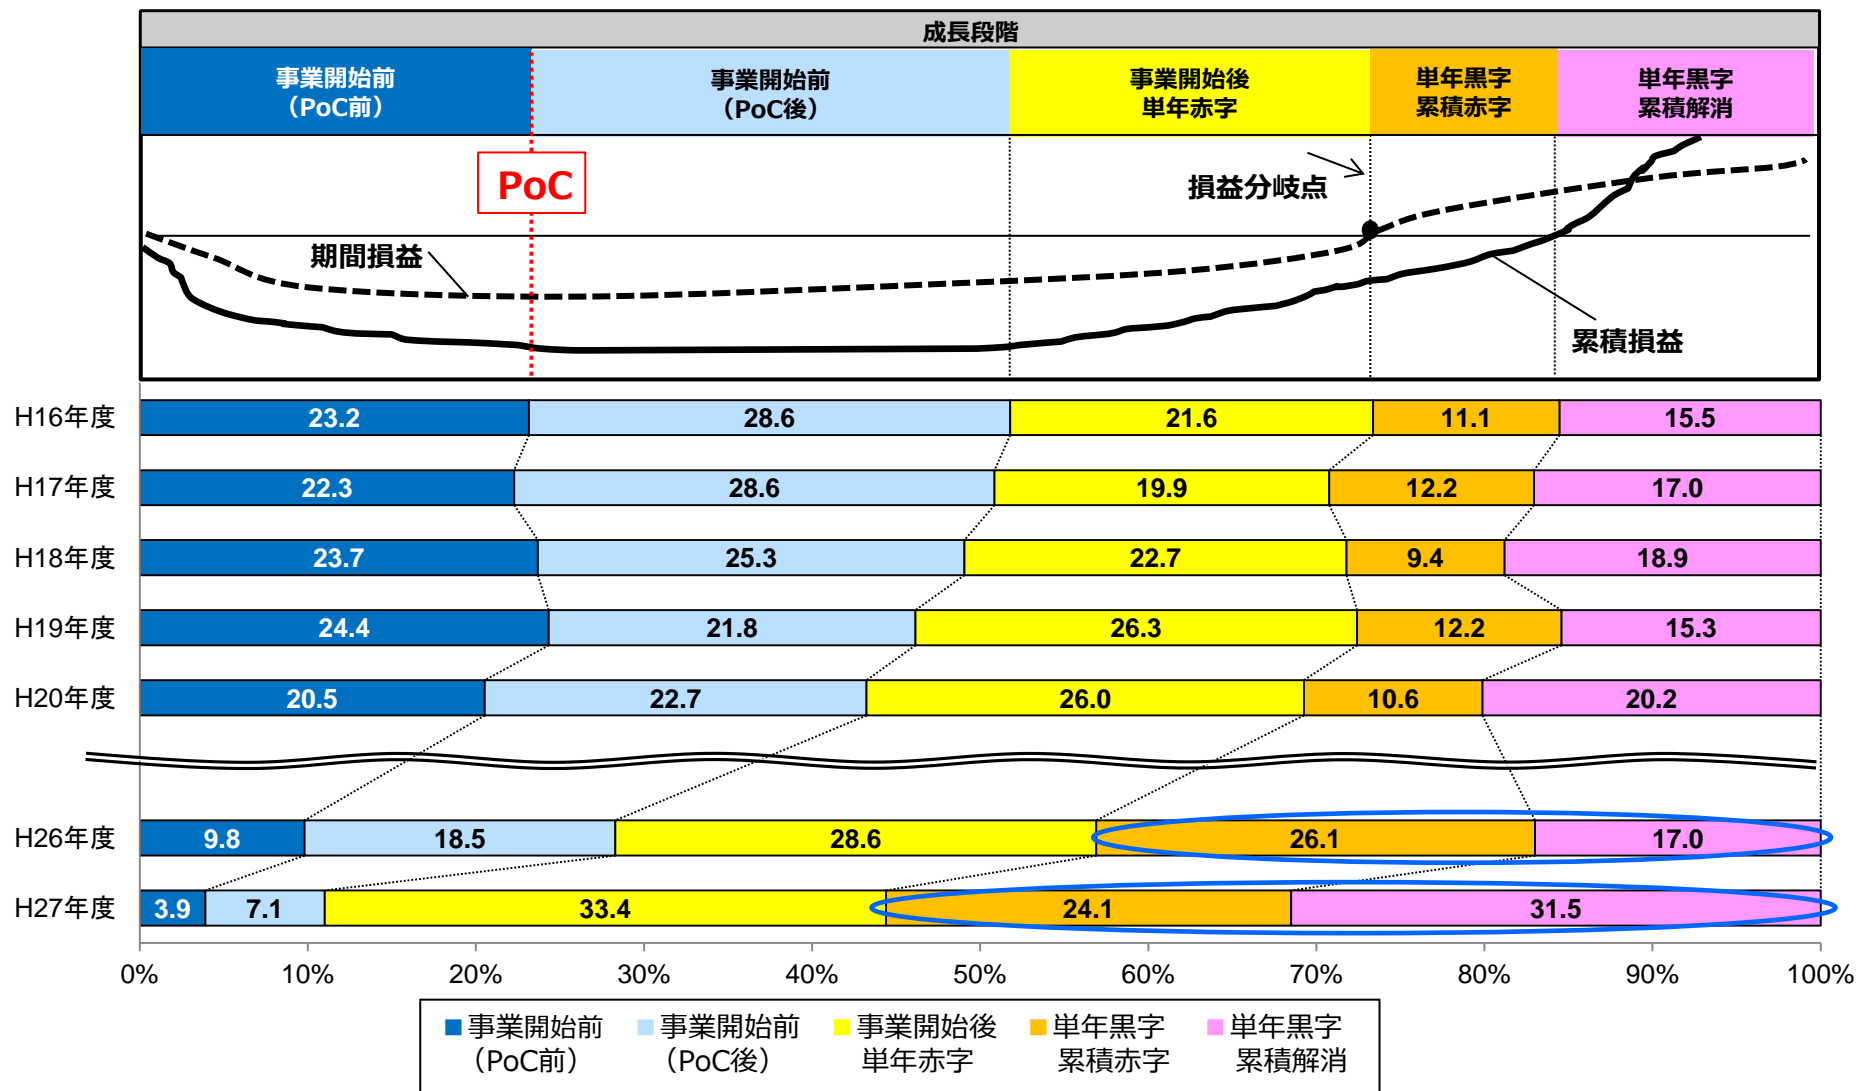 成長段階
事業開始前
（PoC前）
事業開始前
（PoC後）
事業開始後
単年赤字
単年黒字
累積赤字
単年黒字
累積解消
PoC
損益分岐点
期間損益
累積損益
H16年度 23.2 28.6 21.6 11.1 15.5
H17年度 22.3 28.6 19.9 12.2 17.0
H18年度 23.7 25.3 22.7 9.4 18.9
H19年度 24.4 21.8 26.3 12.2 15.3
H20年度 20.5 22.7 26.0 10.6 20.2
H26年度 9.8 18.5 28.6 26.1 17.0
H27年度 3.9 7.1 33.4 24.1 31.5
0% 10% 20% 30% 40% 50% 60% 70% 80% 90% 100%
事業開始前
（PoC前）
事業開始前
（PoC後）
事業開始後
単年赤字
単年黒字
累積赤字
単年黒字
累積解消